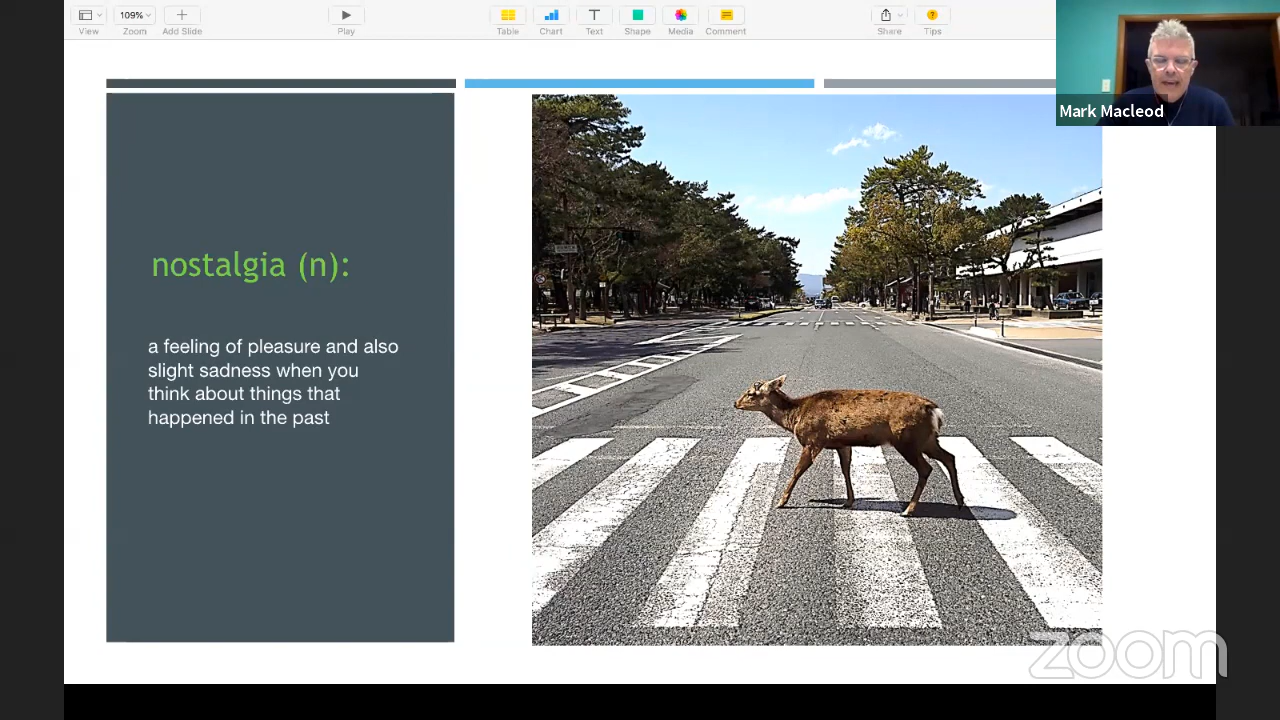 109%
View
Zoom
Add Slide
Play
Table
Chart
Text
Shape
Media
Comment
Share
Tips
Mark Macleod
nostalgia (n):
a feeling of pleasure and also
slight sadness when you
think about things that
happened in the past
zoom